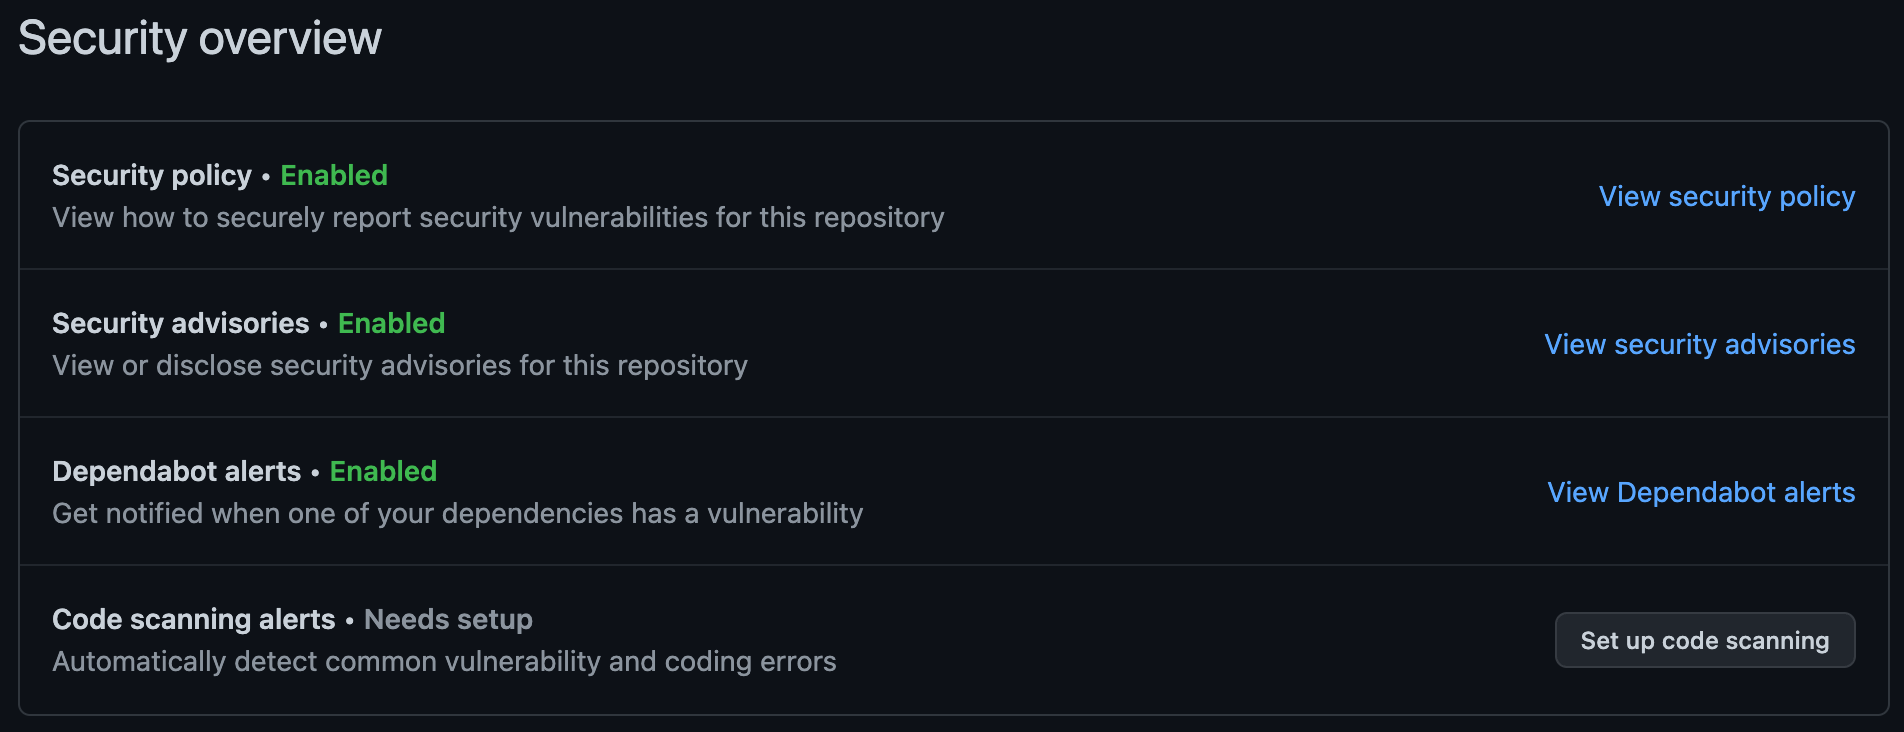 Security overview
Security policy • Enabled
View how to securely report security vulnerabilities for this repository
View security policy
Security advisories • Enabled
View or disclose security advisories for this repository
View security advisories
Dependabot alerts • Enabled
Get notified when one of your dependencies has a vulnerability
View Dependabot alerts
Code scanning alerts • Needs setup
Automatically detect common vulnerability and coding errors
Set up code scanning